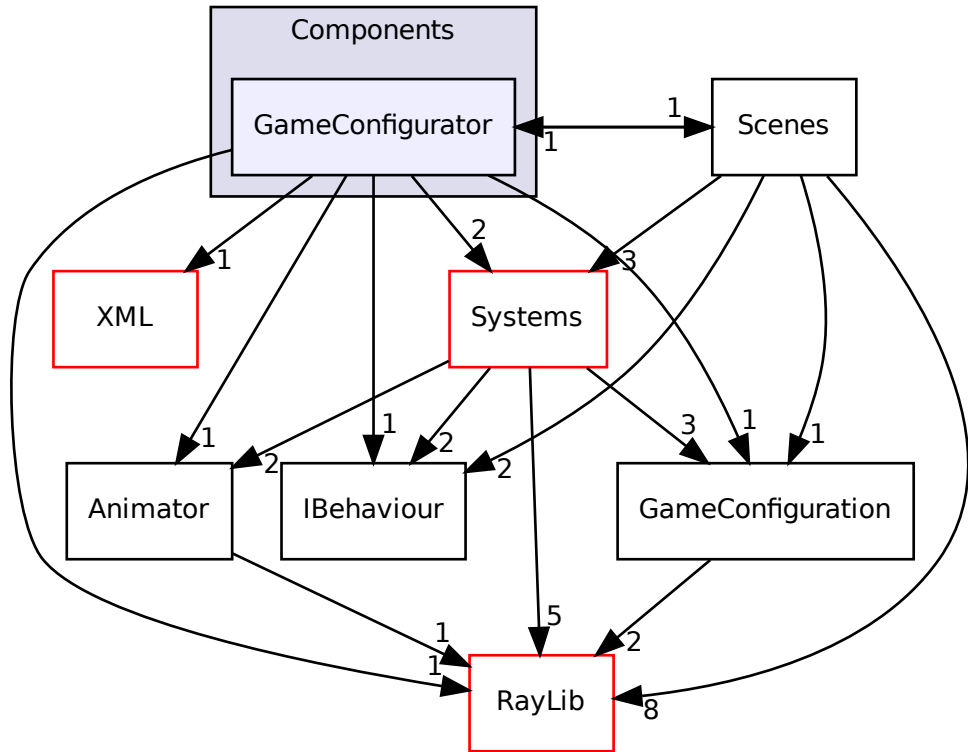 Components
GameConfigurator
Scenes
1
1
1
2
3
XML
Systems
1
1
2
2
3
1
1
2
Animator
IBehaviour
GameConfiguration
1
1
5
2
8
RayLib